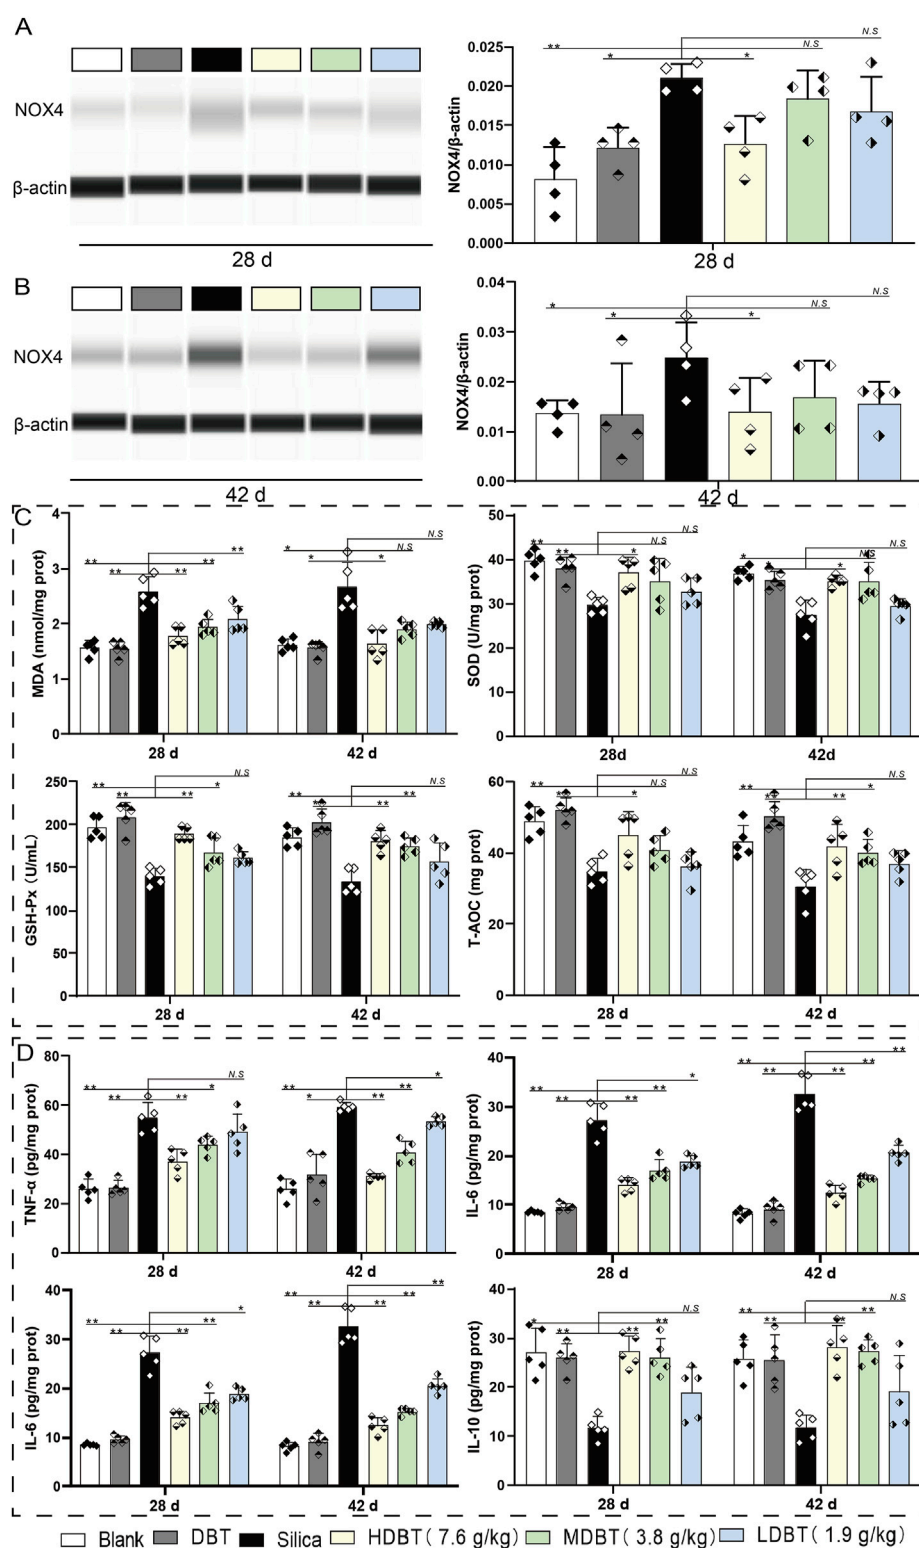 A
NOX4
β-actin
28 d
NOX4/β-actin
0.025
0.020
0.015
0.010
0.005
0.000
** * * N.S N.S
28 d
B
NOX4
β-actin
42 d
NOX4/β-actin
0.04
0.03
0.02
0.01
0.00
* * * N.S N.S
42 d
C
MDA (nmol/mg prot)
4
3
2
1
0
** ** ** ** **
* * * N.S N.S
28 d 42 d
SOD (U/mg prot)
50
40
30
20
10
0
** ** * N.S N.S
* * * N.S N.S
28d 42d
GSH-Px (U/mL)
250
200
150
100
50
0
** ** ** * N.S
** ** ** ** N.S
28 d 42 d
T-AOC (mg prot)
60
40
20
0
** ** * N.S N.S
** ** ** * N.S
28 d 42 d
D
TNF-α (pg/mg prot)
80
60
40
20
0
** ** ** * N.S
** * ** ** *
28 d 42 d
IL-6 (pg/mg prot)
40
30
20
10
0
** ** ** ** *
** ** ** ** **
28 d 42 d
IL-6 (pg/mg prot)
40
30
20
10
0
** ** ** ** *
** ** ** ** **
28 d 42 d
IL-10 (pg/mg prot)
40
30
20
10
0
* ** ** ** N.S
** ** ** ** N.S
28 d 42 d
Blank DBT Silica HDBT( 7.6 g/kg) MDBT( 3.8 g/kg) LDBT( 1.9 g/kg)